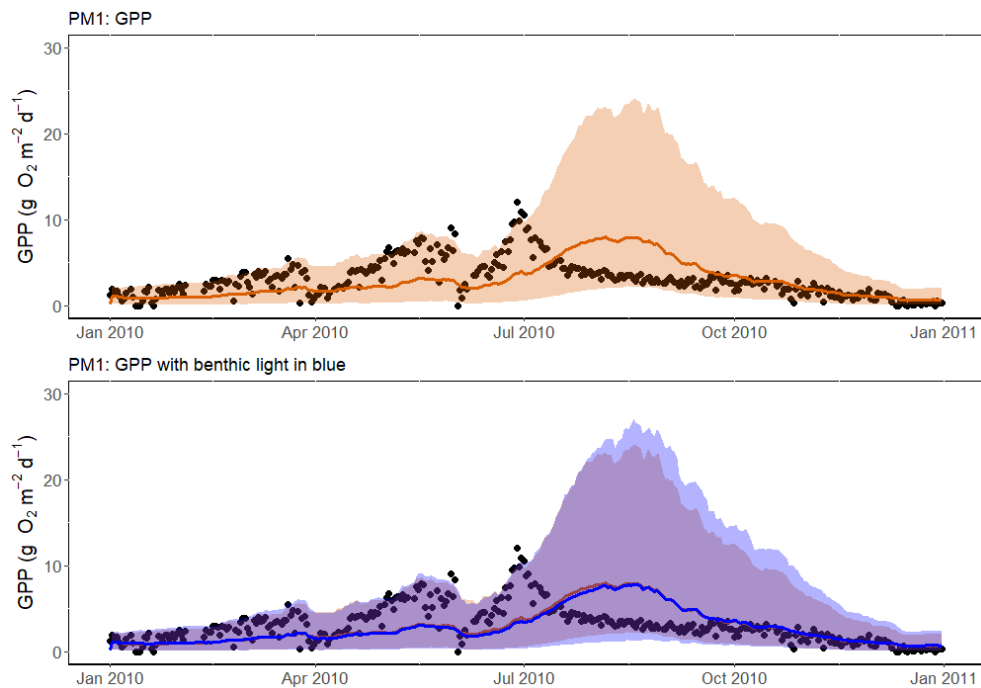 PM1: GPP
GPP (g O₂ m⁻² d⁻¹)
30
20
10
0
Jan 2010 Apr 2010 Jul 2010 Oct 2010 Jan 2011
PM1: GPP with benthic light in blue
GPP (g O₂ m⁻² d⁻¹)
30
20
10
0
Jan 2010 Apr 2010 Jul 2010 Oct 2010 Jan 2011